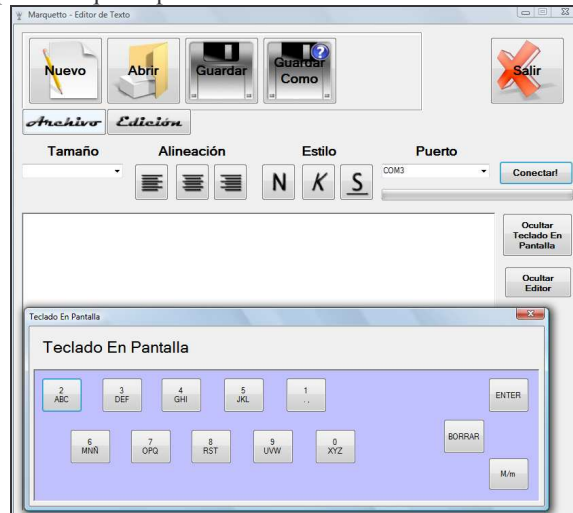 Marquetto - Editor de Texto
Nuevo
Abrir
Guardar
Guardar Como
Salir
Archivo
Edición
Tamaño
Alineación
Estilo
Puerto
N
K
S
COM3
Conectar!
Ocultar
Teclado En
Pantalla
Ocultar
Editor
Teclado En Pantalla
Teclado En Pantalla
2
ABC
3
DEF
4
GHI
5
JKL
1
. ,
ENTER
6
MNÑ
7
OPQ
8
RST
9
UVW
0
XYZ
BORRAR
M/m